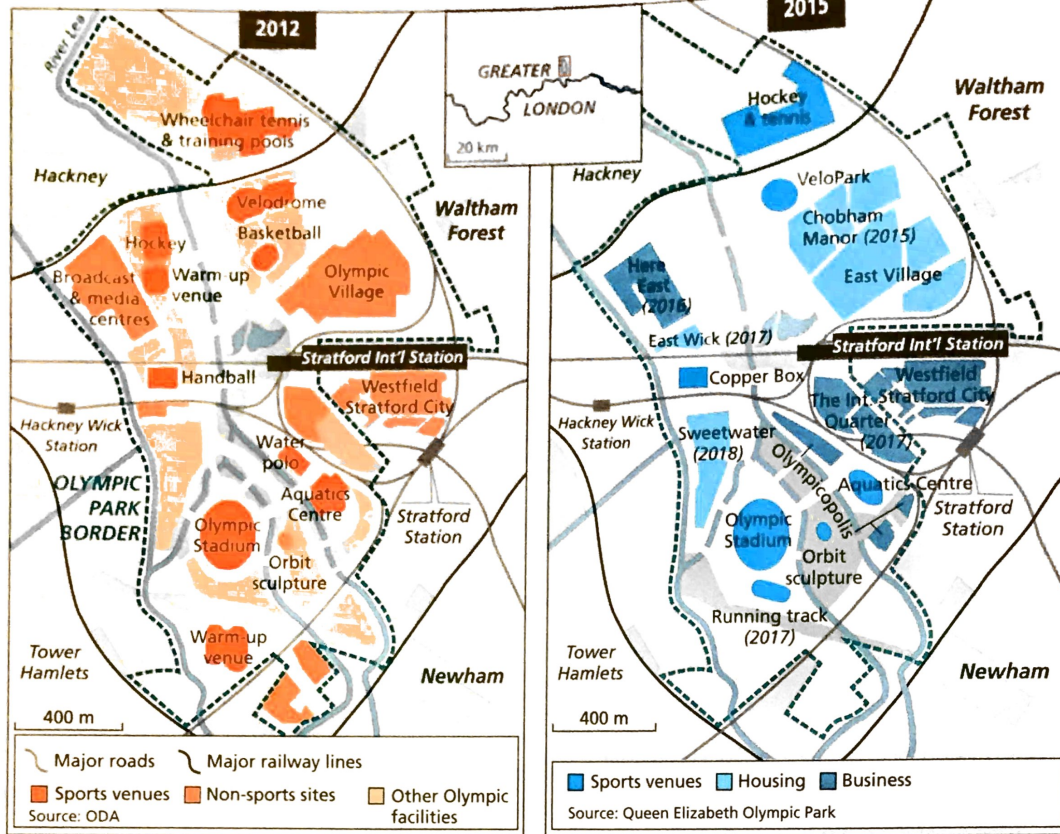 2012
River Lea
Wheelchair tennis
& training pools
Hackney
Velodrome
Basketball
Waltham
Forest
Hockey
Warm-up
venue
Broadcast
& media
centres
Olympic
Village
Stratford Int'l Station
Handball
Westfield
Stratford City
Hackney Wick
Station
Water
polo
OLYMPIC
PARK
BORDER
Aquatics
Centre
Olympic
Stadium
Stratford
Station
Orbit
sculpture
Warm-up
venue
Tower
Hamlets
Newham
400 m
Major roads
Major railway lines
Sports venues
Non-sports sites
Other Olympic
facilities
Source: ODA
GREATER
LONDON
20 km
2015
Hockey
& tennis
Waltham
Forest
Hackney
VeloPark
Chobham
Manor (2015)
East Village
Here
East
(2016)
East Wick (2017)
Stratford Int'l Station
Copper Box
Westfield
Stratford City
The Int.
Quarter
(2017)
Hackney Wick
Station
Sweetwater
(2018)
Olympicopolis
Aquatics Centre
Stratford
Station
Olympic
Stadium
Orbit
sculpture
Running track
(2017)
Tower
Hamlets
Newham
400 m
Sports venues
Housing
Business
Source: Queen Elizabeth Olympic Park